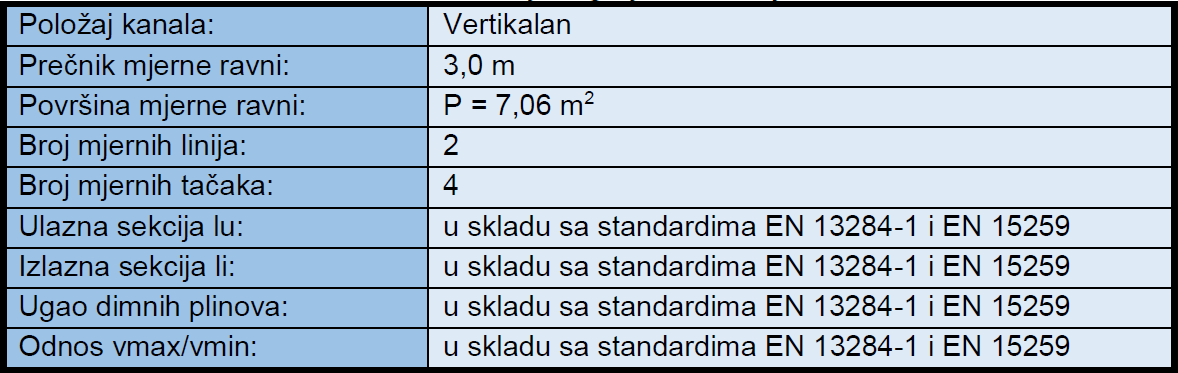 Položaj kanala: Vertikalan
Prečnik mjerne ravni: 3,0 m
Površina mjerne ravni: P = 7,06 m²
Broj mjernih linija: 2
Broj mjernih tačaka: 4
Ulazna sekcija lu: u skladu sa standardima EN 13284-1 i EN 15259
Izlazna sekcija li: u skladu sa standardima EN 13284-1 i EN 15259
Ugao dimnih plinova: u skladu sa standardima EN 13284-1 i EN 15259
Odnos vmax/vmin: u skladu sa standardima EN 13284-1 i EN 15259